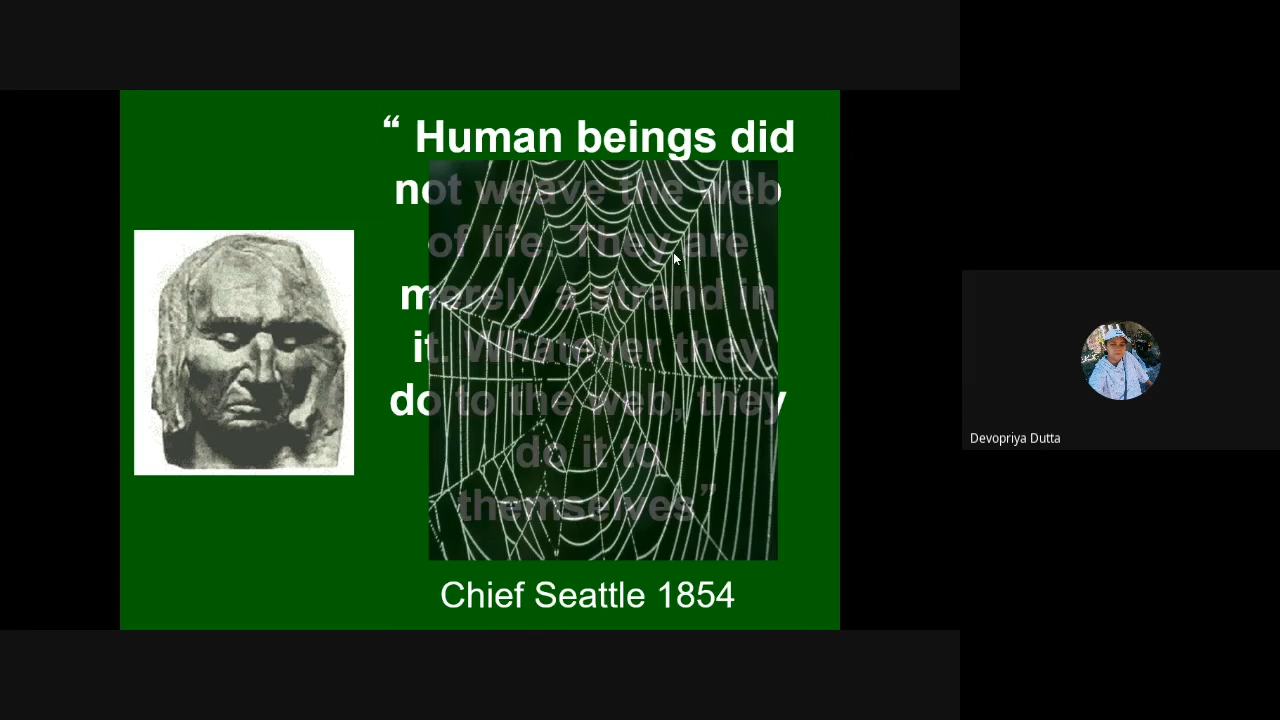 “ Human beings did
not weave the web
of life. They are
merely a strand in
it. Whatever they
do to the web, they
do it to
themselves”
Chief Seattle 1854
Devopriya Dutta